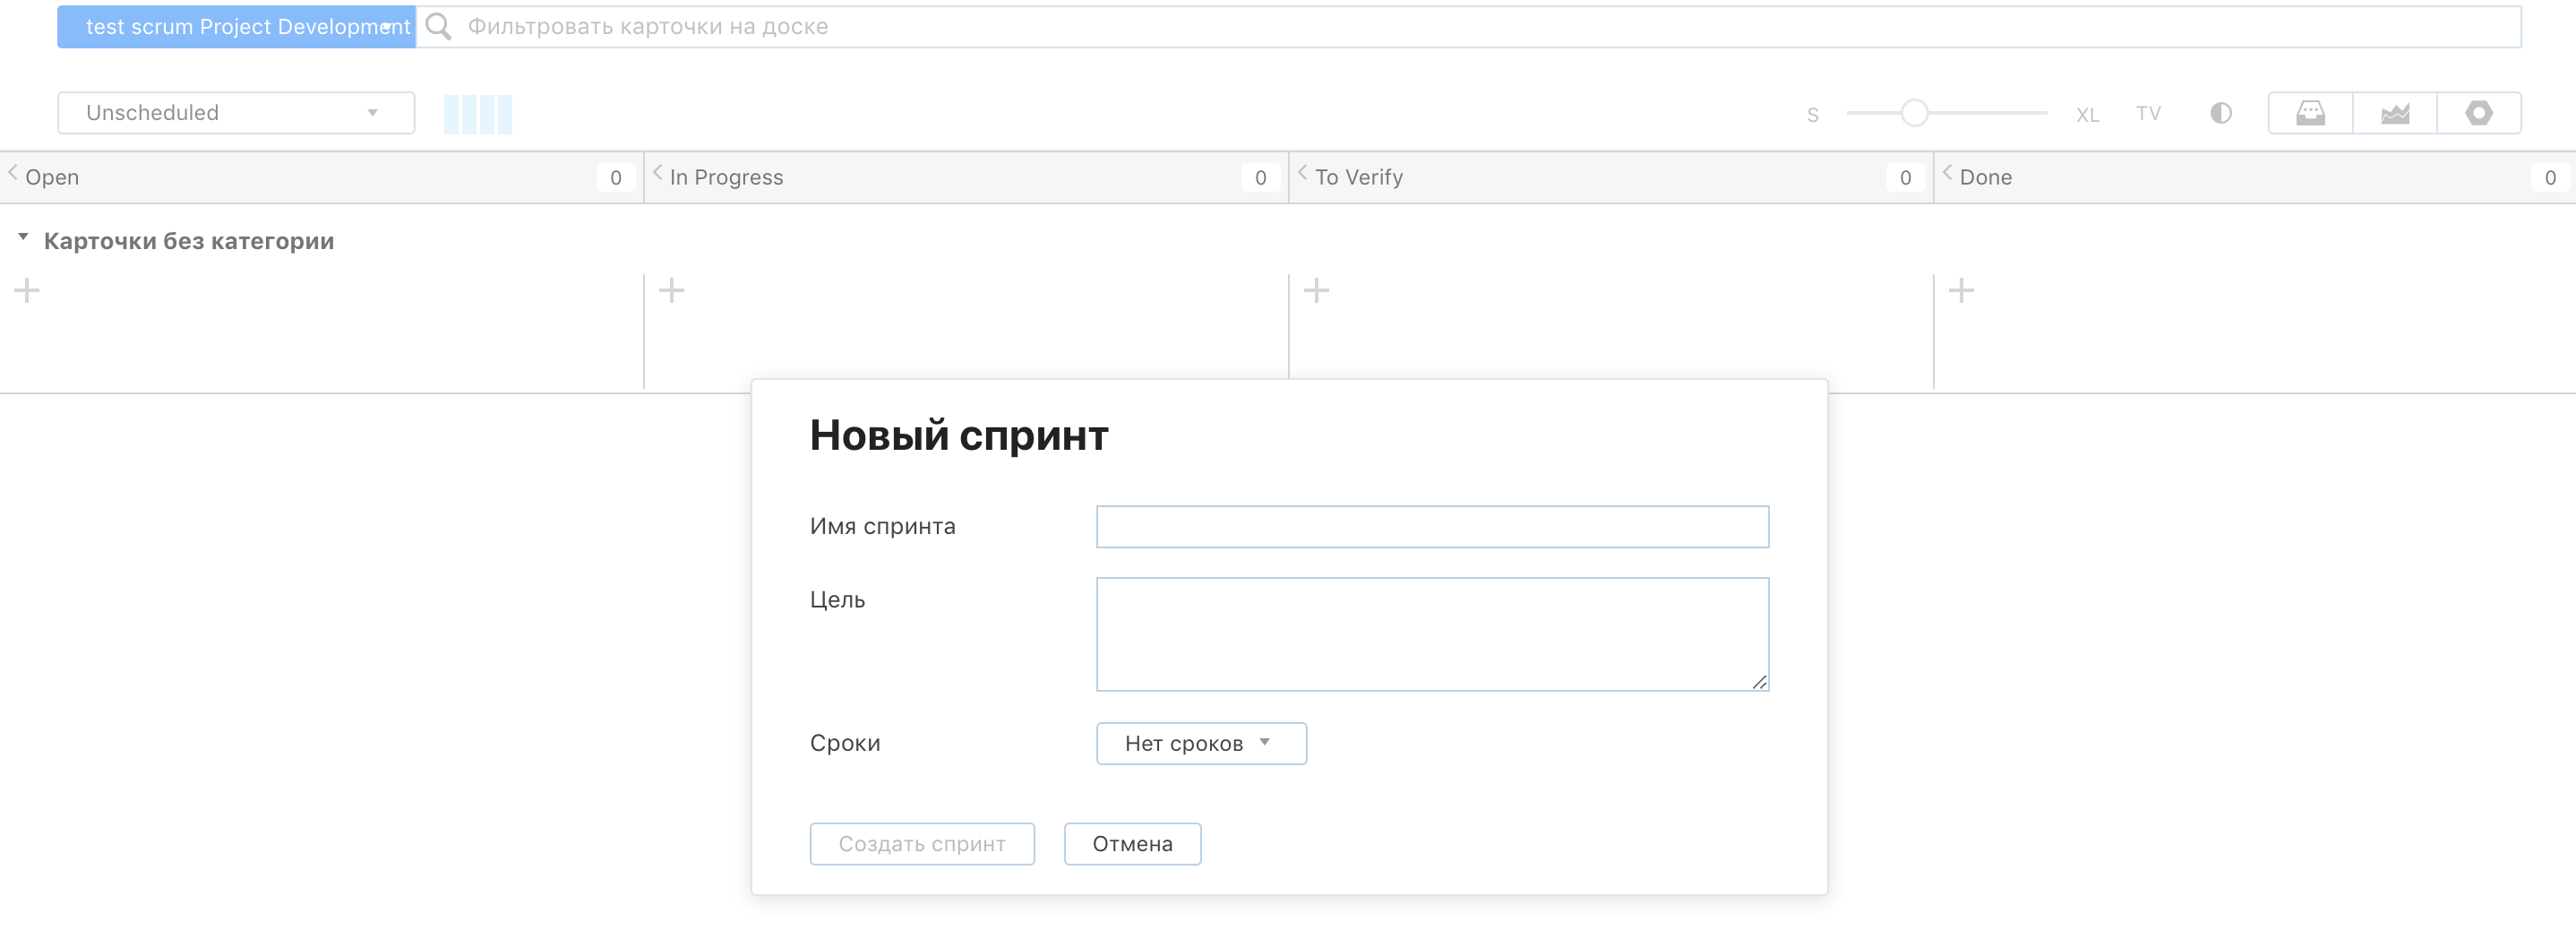 test scrum Project Development
Фильтровать карточки на доске
Unscheduled
S XL TV
Open 0 In Progress 0 To Verify 0 Done 0
Карточки без категории
Новый спринт
Имя спринта
Цель
Сроки Нет сроков
Создать спринт Отмена